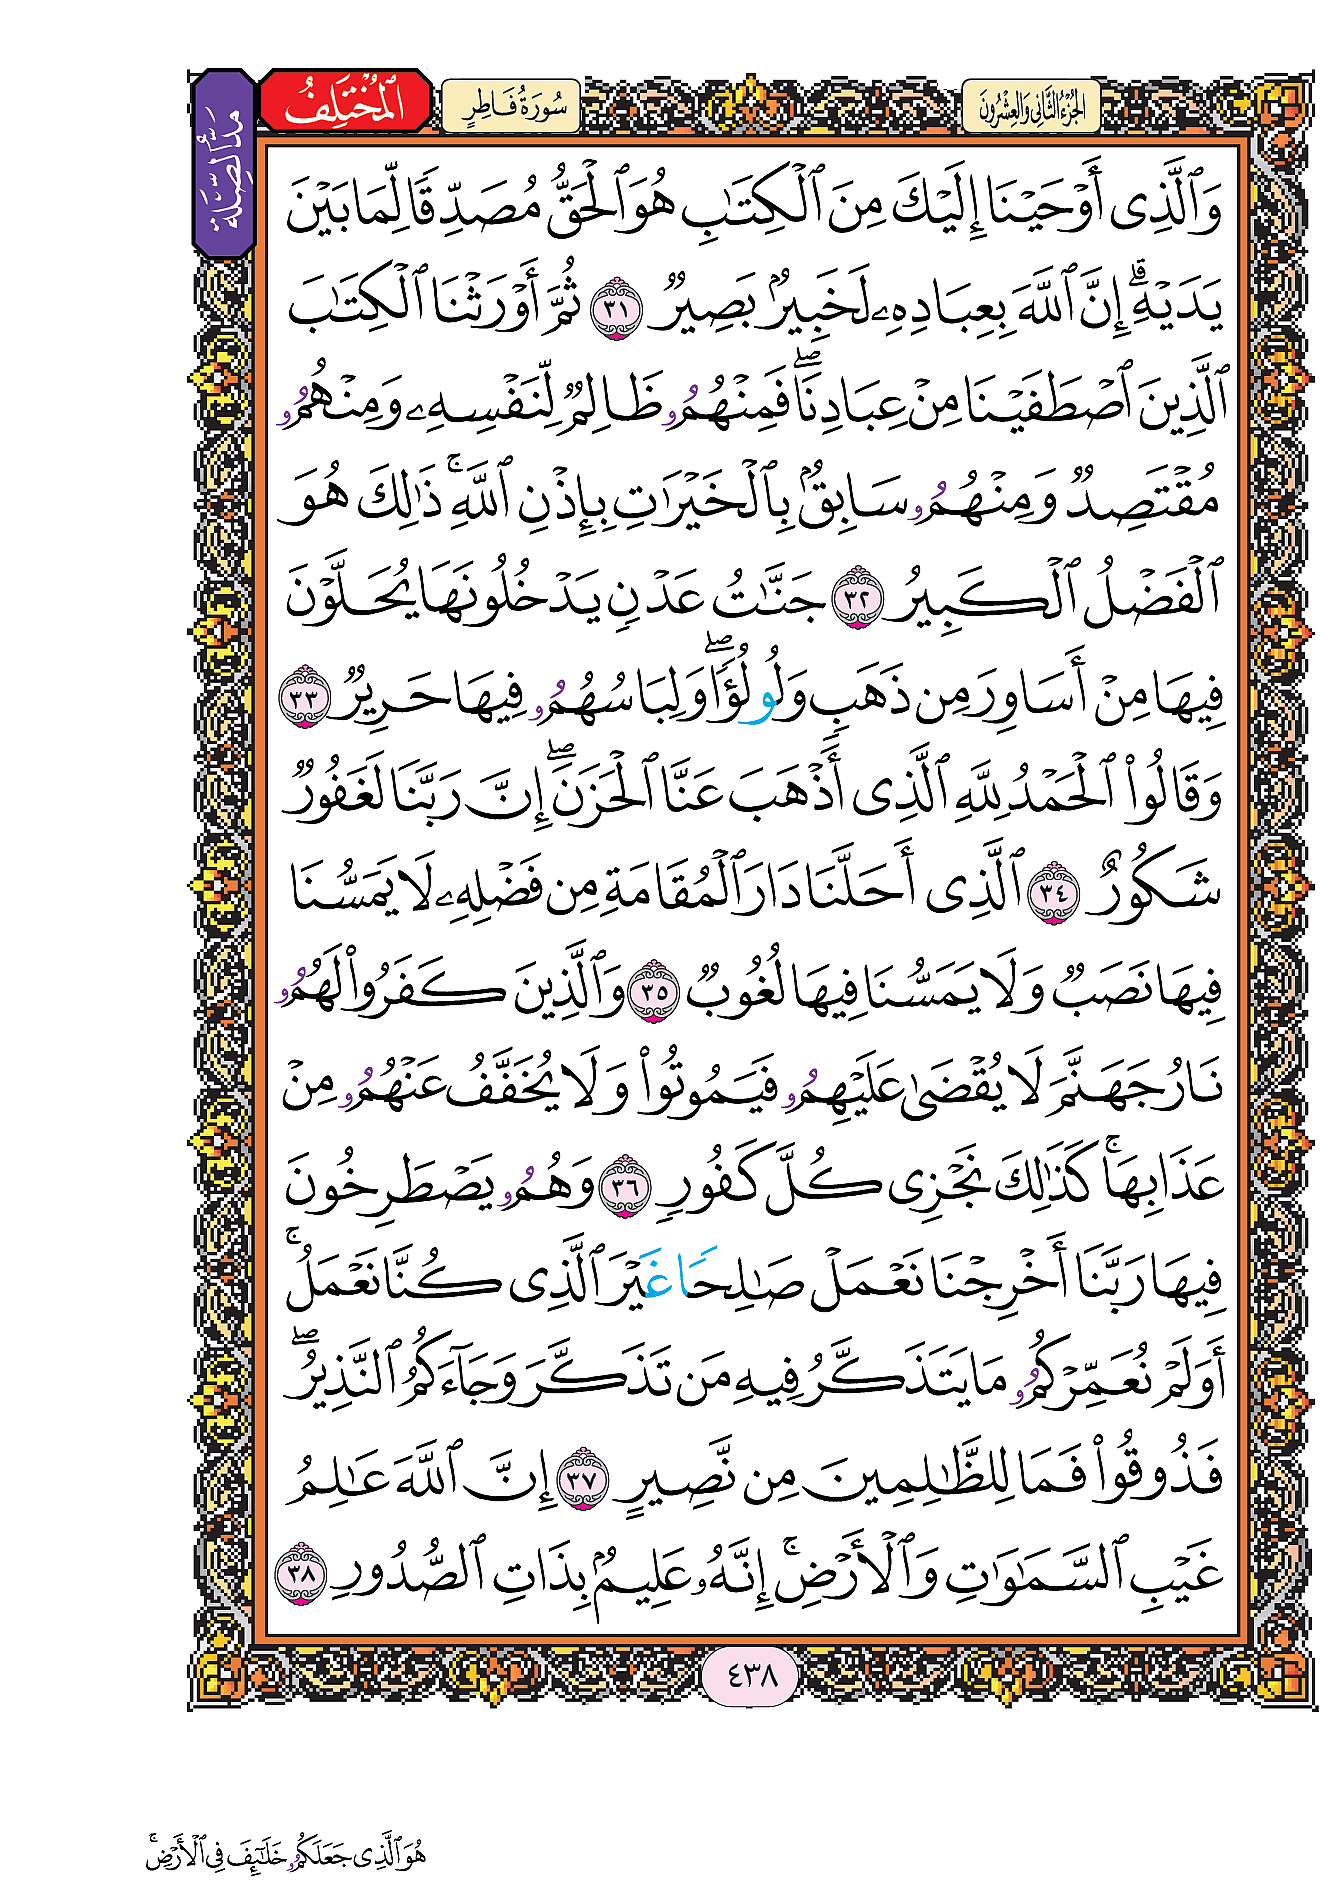 الجُزْءُ الثَّانِي وَالعِشْرُونَ
سُورَةُ فَاطِرٍ
المُخْتَلِفُ
مَدُّ الصِّلَة
وَٱلَّذِىٓ أَوْحَيْنَا إِلَيْكَ مِنَ ٱلْكِتَـٰبِ هُوَ ٱلْحَقُّ مُصَدِّقًا لِّمَا بَيْنَ
يَدَيْهِ ۗ إِنَّ ٱللَّهَ بِعِبَادِهِۦ لَخَبِيرٌۢ بَصِيرٌ ٣١ ثُمَّ أَوْرَثْنَا ٱلْكِتَـٰبَ
ٱلَّذِينَ ٱصْطَفَيْنَا مِنْ عِبَادِنَا ۖ فَمِنْهُمُۥ ظَالِمٌ لِّنَفْسِهِۦ وَمِنْهُمُۥ
مُقْتَصِدٌ وَمِنْهُمُۥ سَابِقٌۢ بِٱلْخَيْرَٰتِ بِإِذْنِ ٱللَّهِ ۚ ذَٰلِكَ هُوَ
ٱلْفَضْلُ ٱلْكَبِيرُ ٣٢ جَنَّـٰتُ عَدْنٍ يَدْخُلُونَهَا يُحَلَّوْنَ
فِيهَا مِنْ أَسَاوِرَ مِن ذَهَبٍ وَلُولُؤًا ۖ وَلِبَاسُهُمُۥ فِيهَا حَرِيرٌ ٣٣
وَقَالُوا۟ ٱلْحَمْدُ لِلَّهِ ٱلَّذِىٓ أَذْهَبَ عَنَّا ٱلْحَزَنَ ۖ إِنَّ رَبَّنَا لَغَفُورٌ
شَكُورٌ ٣٤ ٱلَّذِىٓ أَحَلَّنَا دَارَ ٱلْمُقَامَةِ مِن فَضْلِهِۦ لَا يَمَسُّنَا
فِيهَا نَصَبٌ وَلَا يَمَسُّنَا فِيهَا لُغُوبٌ ٣٥ وَٱلَّذِينَ كَفَرُوا۟ لَهُمُۥ
نَارُ جَهَنَّمَ لَا يُقْضَىٰ عَلَيْهِمُۥ فَيَمُوتُوا۟ وَلَا يُخَفَّفُ عَنْهُمُۥ مِنْ
عَذَابِهَا ۚ كَذَٰلِكَ نَجْزِى كُلَّ كَفُورٍ ٣٦ وَهُمُۥ يَصْطَرِخُونَ
فِيهَا رَبَّنَا أَخْرِجْنَا نَعْمَلْ صَـٰلِحًا غَيْرَ ٱلَّذِى كُنَّا نَعْمَلُ ۚ
أَوَلَمْ نُعَمِّرْكُمُۥ مَا يَتَذَكَّرُ فِيهِ مَن تَذَكَّرَ وَجَآءَكُمُ ٱلنَّذِيرُ ۖ
فَذُوقُوا۟ فَمَا لِلظَّـٰلِمِينَ مِن نَّصِيرٍ ٣٧ إِنَّ ٱللَّهَ عَـٰلِمُ
غَيْبِ ٱلسَّمَـٰوَٰتِ وَٱلْأَرْضِ ۚ إِنَّهُۥ عَلِيمٌۢ بِذَاتِ ٱلصُّدُورِ ٣٨
٤٣٨
هُوَ ٱلَّذِى جَعَلَكُمُۥ خَلَـٰٓئِفَ فِى ٱلْأَرْضِ ۚ